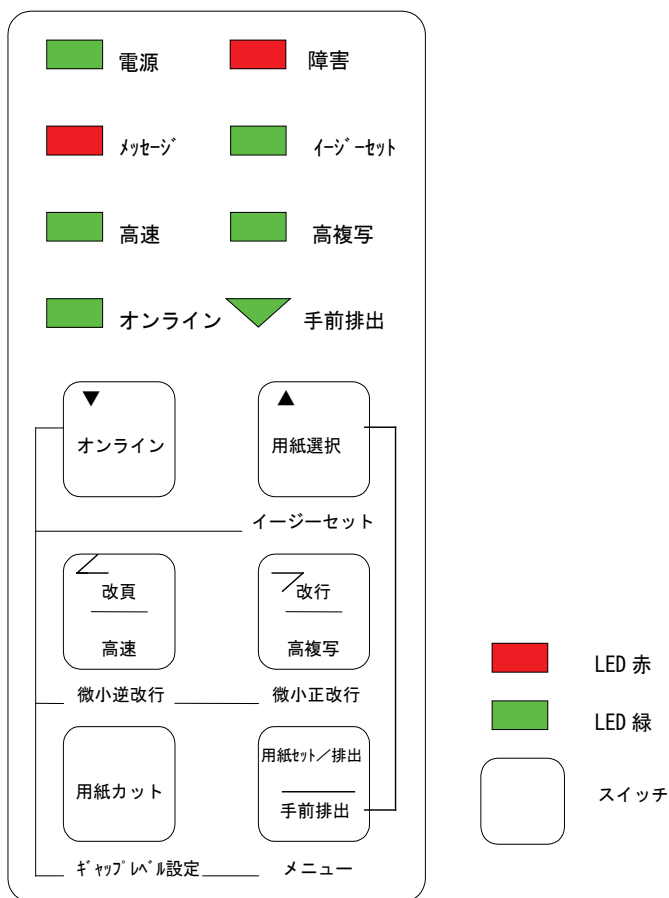 電源 障害
ﾒｯｾｰｼﾞ ｲｰｼﾞｰｾｯﾄ
高速 高複写
オンライン 手前排出
▼ ▲
オンライン 用紙選択
イージーセット
改頁 改行
高速 高複写
微小逆改行 微小正改行
用紙カット 用紙ｾｯﾄ／排出
手前排出
ｷﾞｬｯﾌﾟﾚﾍﾞﾙ設定 メニュー
LED 赤
LED 緑
スイッチ